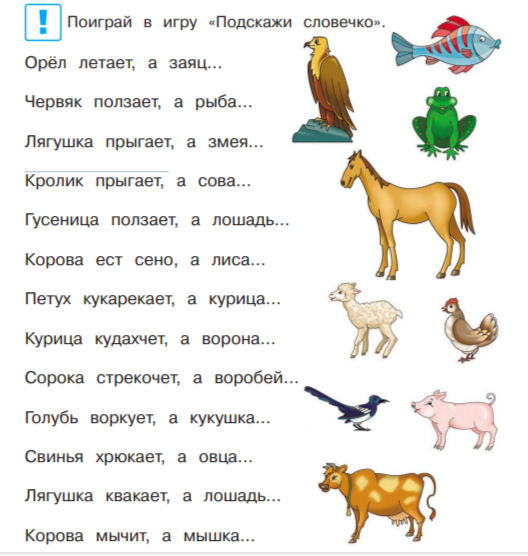 ! Поиграй в игру «Подскажи словечко».
Орёл летает, а заяц...
Червяк ползает, а рыба...
Лягушка прыгает, а змея...
Кролик прыгает, а сова...
Гусеница ползает, а лошадь...
Корова ест сено, а лиса...
Петух кукарекает, а курица...
Курица кудахчет, а ворона...
Сорока стрекочет, а воробей...
Голубь воркует, а кукушка...
Свинья хрюкает, а овца...
Лягушка квакает, а лошадь...
Корова мычит, а мышка...